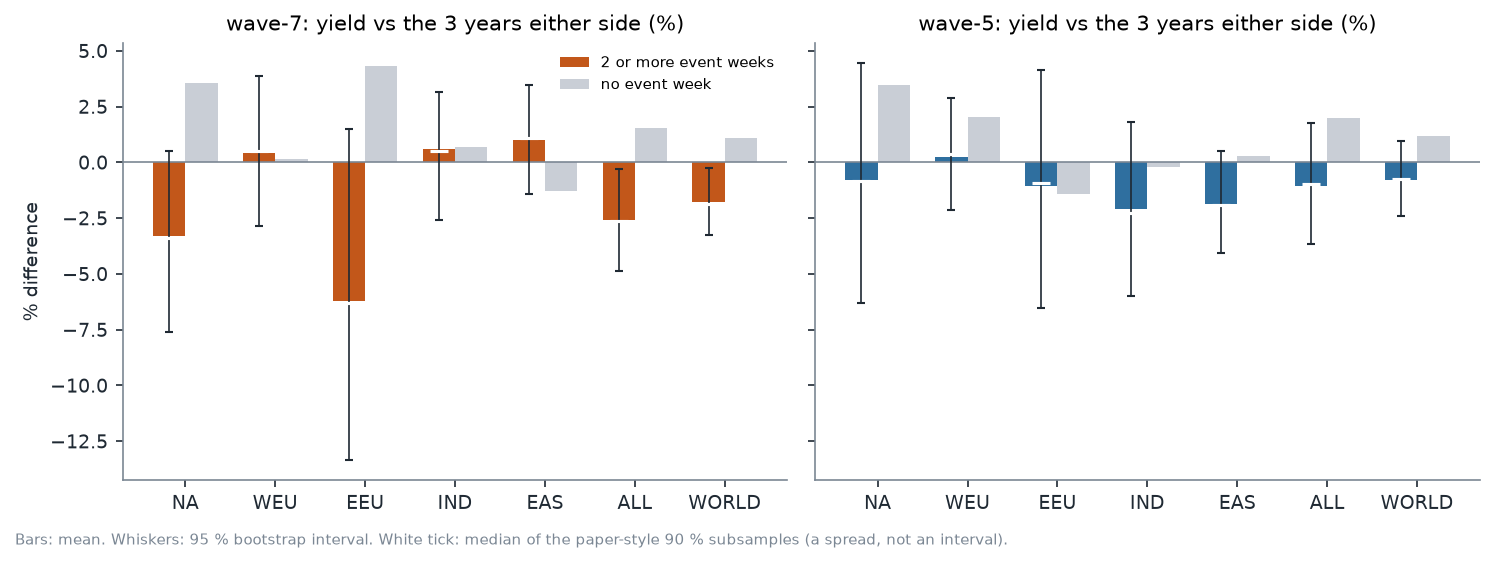 wave-7: yield vs the 3 years either side (%)
wave-5: yield vs the 3 years either side (%)
2 or more event weeks
no event week
% difference
5.0
2.5
0.0
−2.5
−5.0
−7.5
−10.0
−12.5
NA WEU EEU IND EAS ALL WORLD
NA WEU EEU IND EAS ALL WORLD
Bars: mean. Whiskers: 95 % bootstrap interval. White tick: median of the paper-style 90 % subsamples (a spread, not an interval).